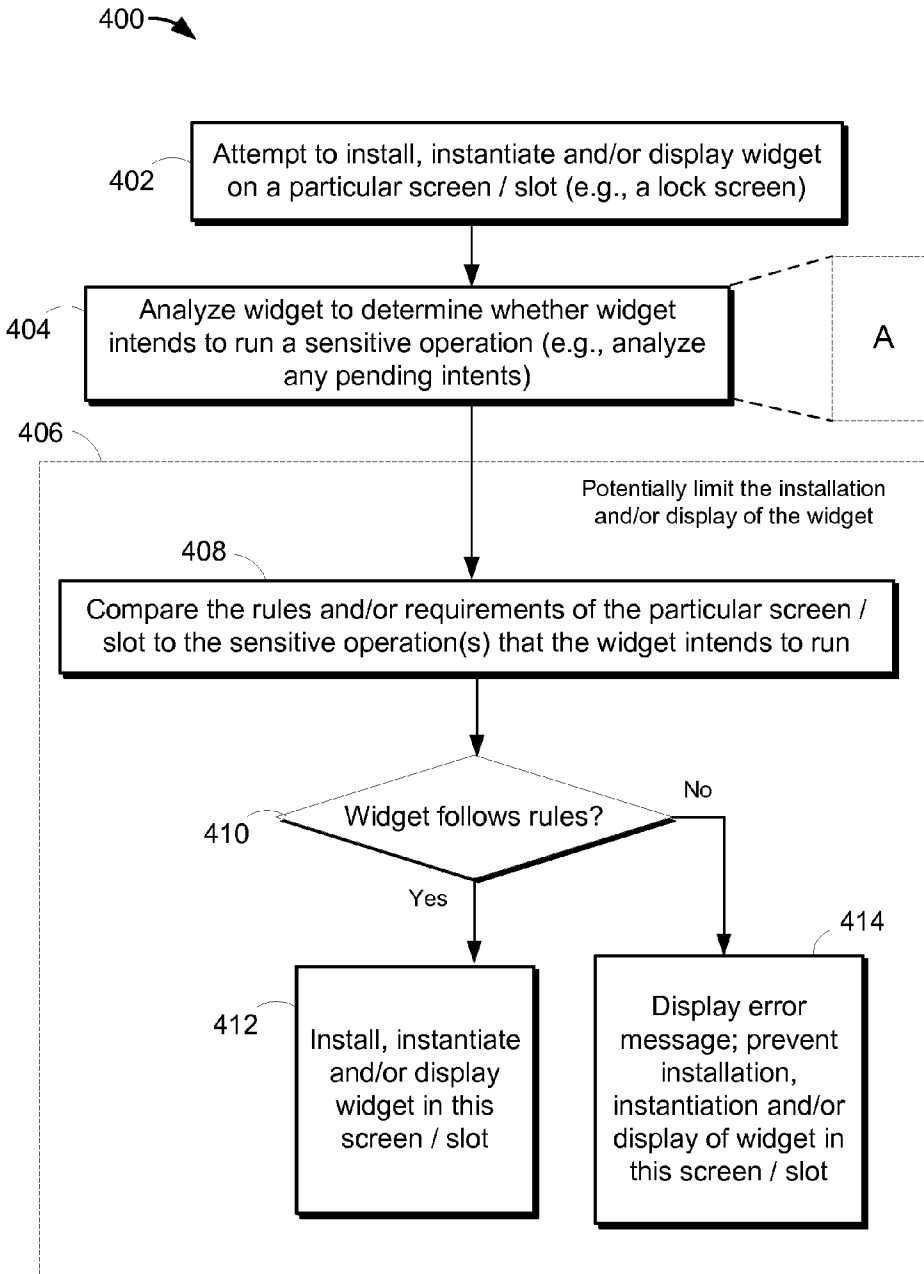 400
402
Attempt to install, instantiate and/or display widget
on a particular screen / slot (e.g., a lock screen)
404
Analyze widget to determine whether widget
intends to run a sensitive operation (e.g., analyze
any pending intents)
A
406
Potentially limit the installation
and/or display of the widget
408
Compare the rules and/or requirements of the particular screen /
slot to the sensitive operation(s) that the widget intends to run
410
Widget follows rules?
No
Yes
412
Install, instantiate
and/or display
widget in this
screen / slot
414
Display error
message; prevent
installation,
instantiation and/or
display of widget in
this screen / slot